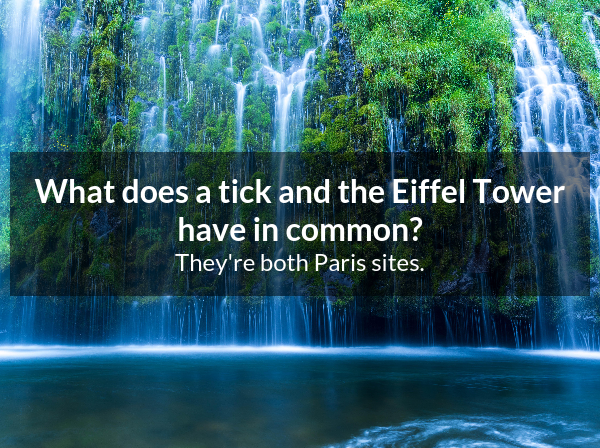 What does a tick and the Eiffel Tower
have in common?
They're both Paris sites.